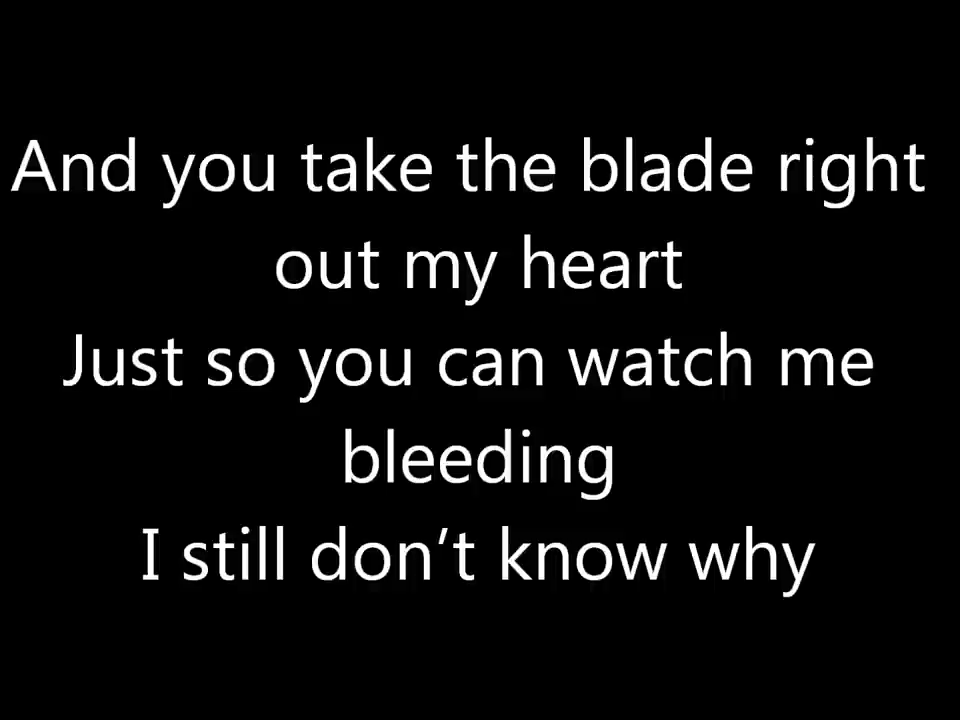 And you take the blade right
out my heart
Just so you can watch me
bleeding
I still don’t know why